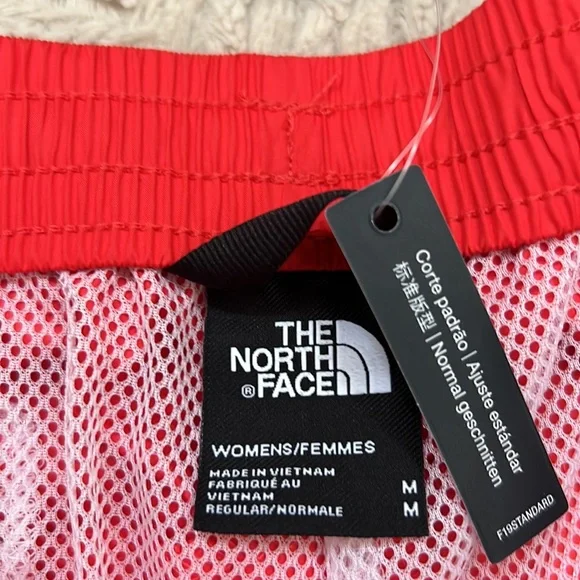 THE
NORTH
® FACE
WOMENS/FEMMES
MADE IN VIETNAM
FABRIQUÉ AU
VIETNAM M
REGULAR/NORMALE M
Corte padrão | Ajuste estándar
标准版型 | Normal geschnitten
F19STANDARD